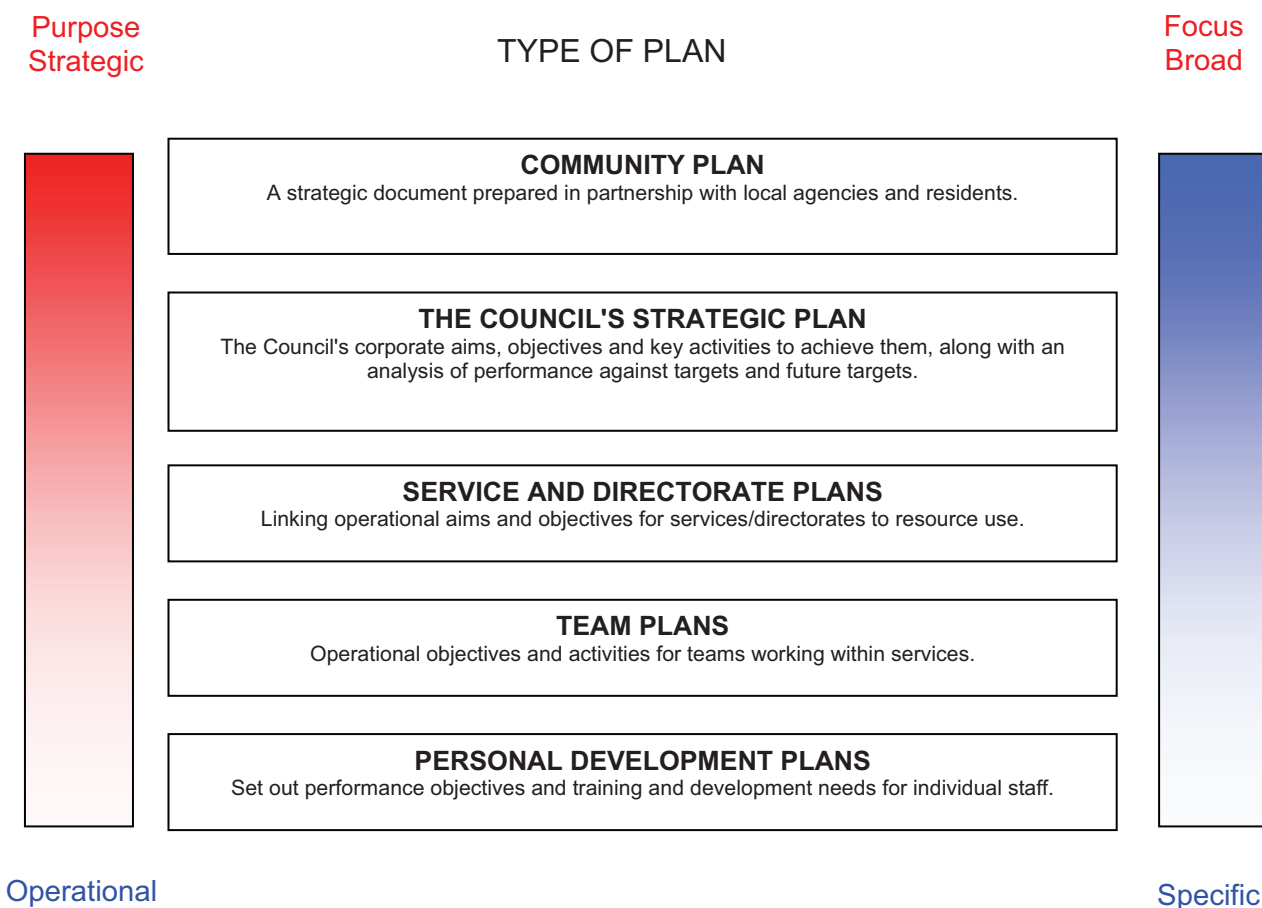 Purpose
Strategic
TYPE OF PLAN
Focus
Broad
COMMUNITY PLAN
A strategic document prepared in partnership with local agencies and residents.
THE COUNCIL'S STRATEGIC PLAN
The Council's corporate aims, objectives and key activities to achieve them, along with an
analysis of performance against targets and future targets.
SERVICE AND DIRECTORATE PLANS
Linking operational aims and objectives for services/directorates to resource use.
TEAM PLANS
Operational objectives and activities for teams working within services.
PERSONAL DEVELOPMENT PLANS
Set out performance objectives and training and development needs for individual staff.
Operational
Specific